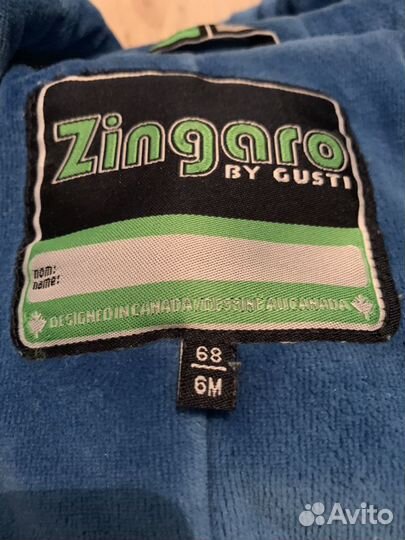 Zingaro
BY GUSTI
nom:
name:
DESIGNED IN CANADA/DESSINÉ AU CANADA
68
6M
Avito